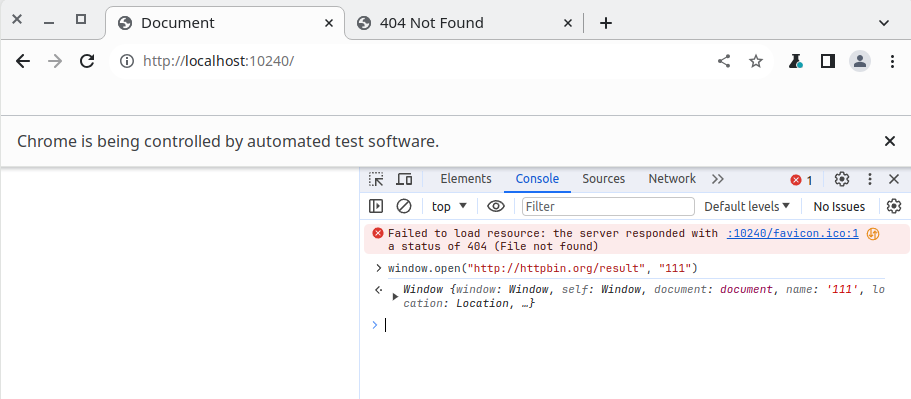 Document
404 Not Found
http://localhost:10240/
Chrome is being controlled by automated test software.
Elements Console Sources Network 1
top Filter Default levels No Issues
Failed to load resource: the server responded with :10240/favicon.ico:1
a status of 404 (File not found)
window.open("http://httpbin.org/result", "111")
Window {window: Window, self: Window, document: document, name: '111', lo
cation: Location, …}